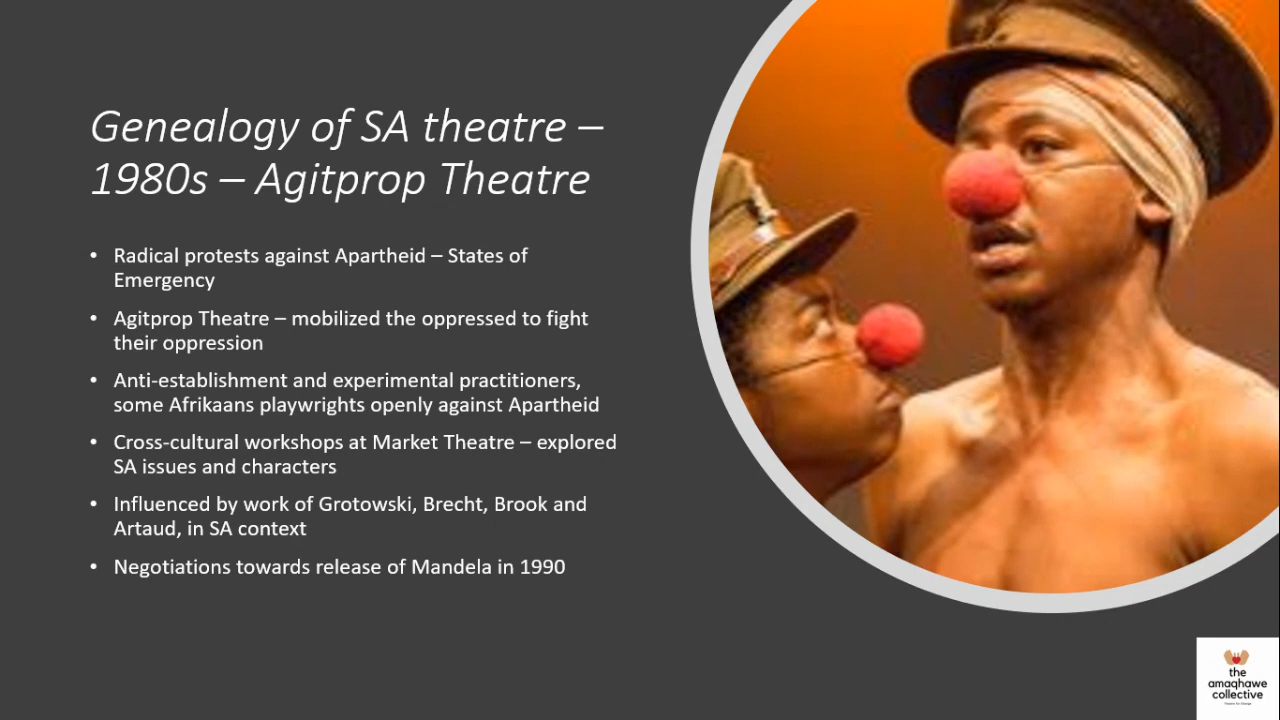 Genealogy of SA theatre –
1980s – Agitprop Theatre
• Radical protests against Apartheid – States of
Emergency
• Agitprop Theatre – mobilized the oppressed to fight
their oppression
• Anti-establishment and experimental practitioners,
some Afrikaans playwrights openly against Apartheid
• Cross-cultural workshops at Market Theatre – explored
SA issues and characters
• Influenced by work of Grotowski, Brecht, Brook and
Artaud, in SA context
• Negotiations towards release of Mandela in 1990
the
amaqhawe
collective
Theatre for Change